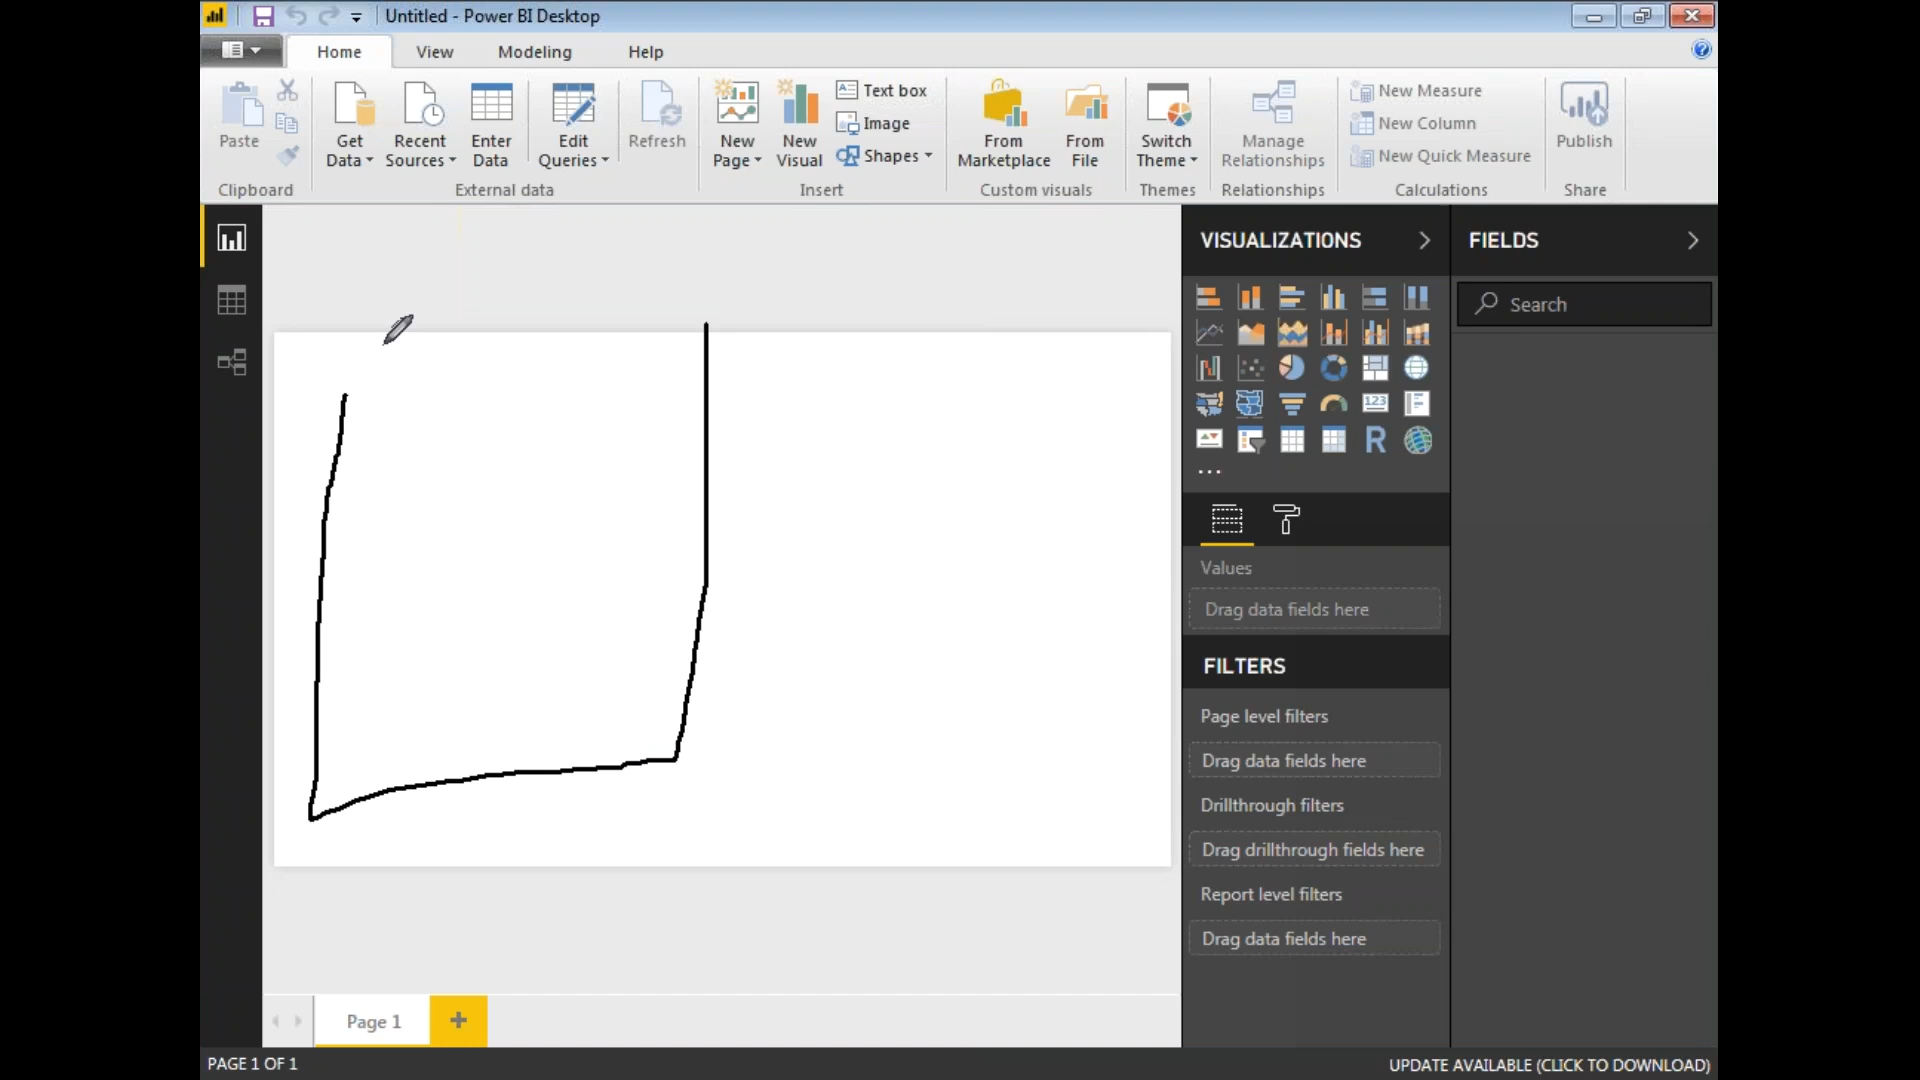 Untitled - Power BI Desktop
Home View Modeling Help
Paste
Get Data
Recent Sources
Enter Data
Edit Queries
Refresh
New Page
New Visual
Text box
Image
Shapes
From Marketplace
From File
Switch Theme
Manage Relationships
New Measure
New Column
New Quick Measure
Publish
Clipboard External data Insert Custom visuals Themes Relationships Calculations Share
VISUALIZATIONS
123
R
...
Values
Drag data fields here
FILTERS
Page level filters
Drag data fields here
Drillthrough filters
Drag drillthrough fields here
Report level filters
Drag data fields here
FIELDS
Search
Page 1
PAGE 1 OF 1
UPDATE AVAILABLE (CLICK TO DOWNLOAD)